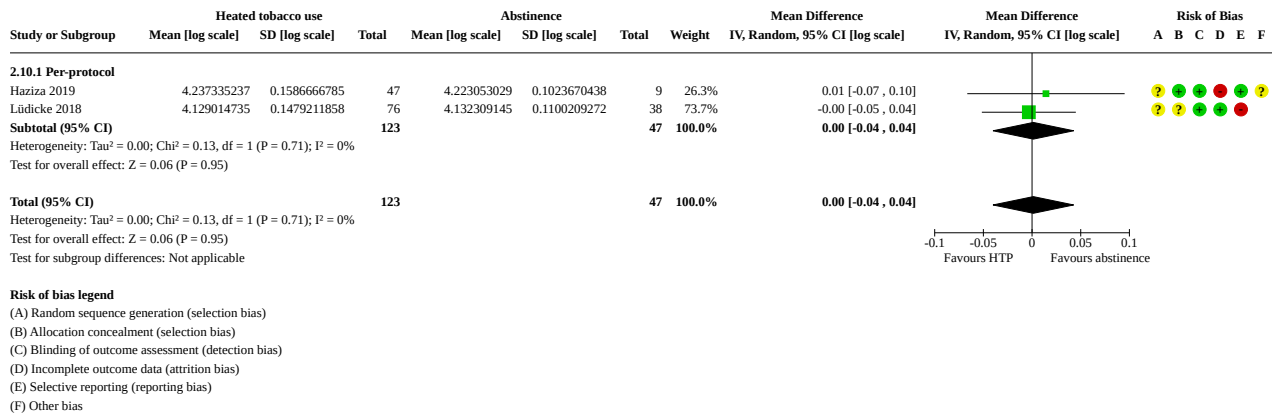 Heated tobacco use Abstinence Mean Difference Mean Difference Risk of Bias
Study or Subgroup Mean [log scale] SD [log scale] Total Mean [log scale] SD [log scale] Total Weight IV, Random, 95% CI [log scale] IV, Random, 95% CI [log scale] A B C D E F
2.10.1 Per-protocol
Haziza 2019 4.237335237 0.1586666785 47 4.223053029 0.1023670438 9 26.3% 0.01 [-0.07 , 0.10] ? + + - + ?
Lüdicke 2018 4.129014735 0.1479211858 76 4.132309145 0.1100209272 38 73.7% -0.00 [-0.05 , 0.04] ? ? + + -
Subtotal (95% CI) 123 47 100.0% 0.00 [-0.04 , 0.04]
Heterogeneity: Tau² = 0.00; Chi² = 0.13, df = 1 (P = 0.71); I² = 0%
Test for overall effect: Z = 0.06 (P = 0.95)
Total (95% CI) 123 47 100.0% 0.00 [-0.04 , 0.04]
Heterogeneity: Tau² = 0.00; Chi² = 0.13, df = 1 (P = 0.71); I² = 0%
Test for overall effect: Z = 0.06 (P = 0.95)
Test for subgroup differences: Not applicable
-0.1 -0.05 0 0.05 0.1
Favours HTP Favours abstinence
Risk of bias legend
(A) Random sequence generation (selection bias)
(B) Allocation concealment (selection bias)
(C) Blinding of outcome assessment (detection bias)
(D) Incomplete outcome data (attrition bias)
(E) Selective reporting (reporting bias)
(F) Other bias